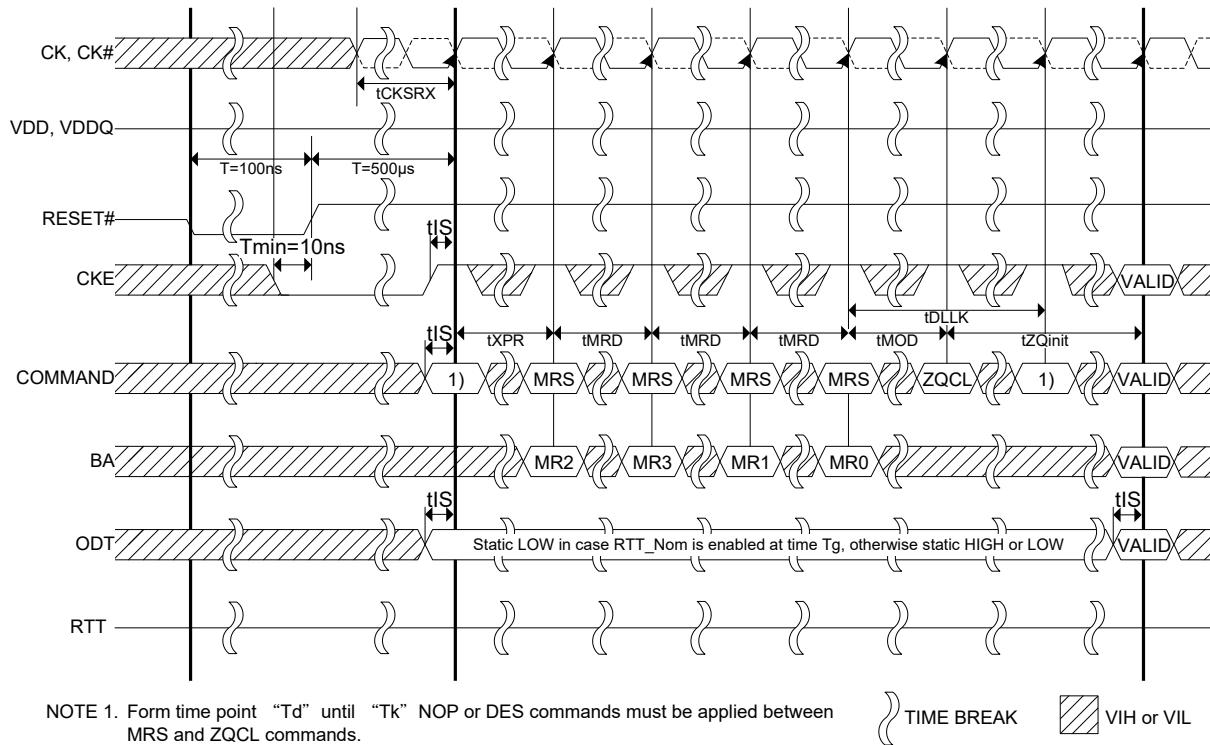 CK, CK#
tCKSRX
VDD, VDDQ
T=100ns T=500µs
RESET#
Tmin=10ns tIS
CKE VALID
tDLLK
tIS tXPR tMRD tMRD tMRD tMOD tZQinit
COMMAND 1) MRS MRS MRS MRS ZQCL 1) VALID
BA MR2 MR3 MR1 MR0 VALID
tIS tIS
ODT Static LOW in case RTT_Nom is enabled at time Tg, otherwise static HIGH or LOW VALID
RTT
NOTE 1. Form time point “Td” until “Tk” NOP or DES commands must be applied between
MRS and ZQCL commands.
TIME BREAK VIH or VIL